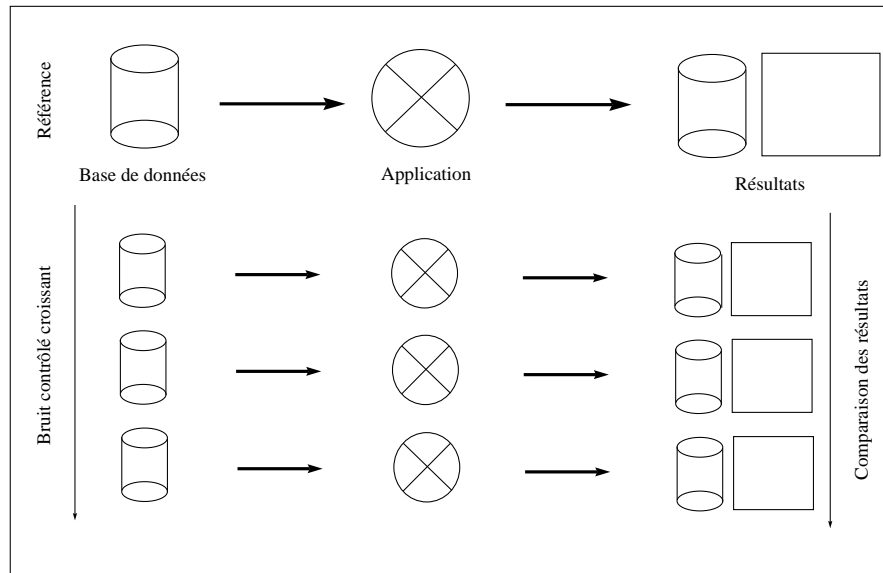 Référence
Base de données
Application
Résultats
Bruit contrôlé croissant
Comparaison des résultats